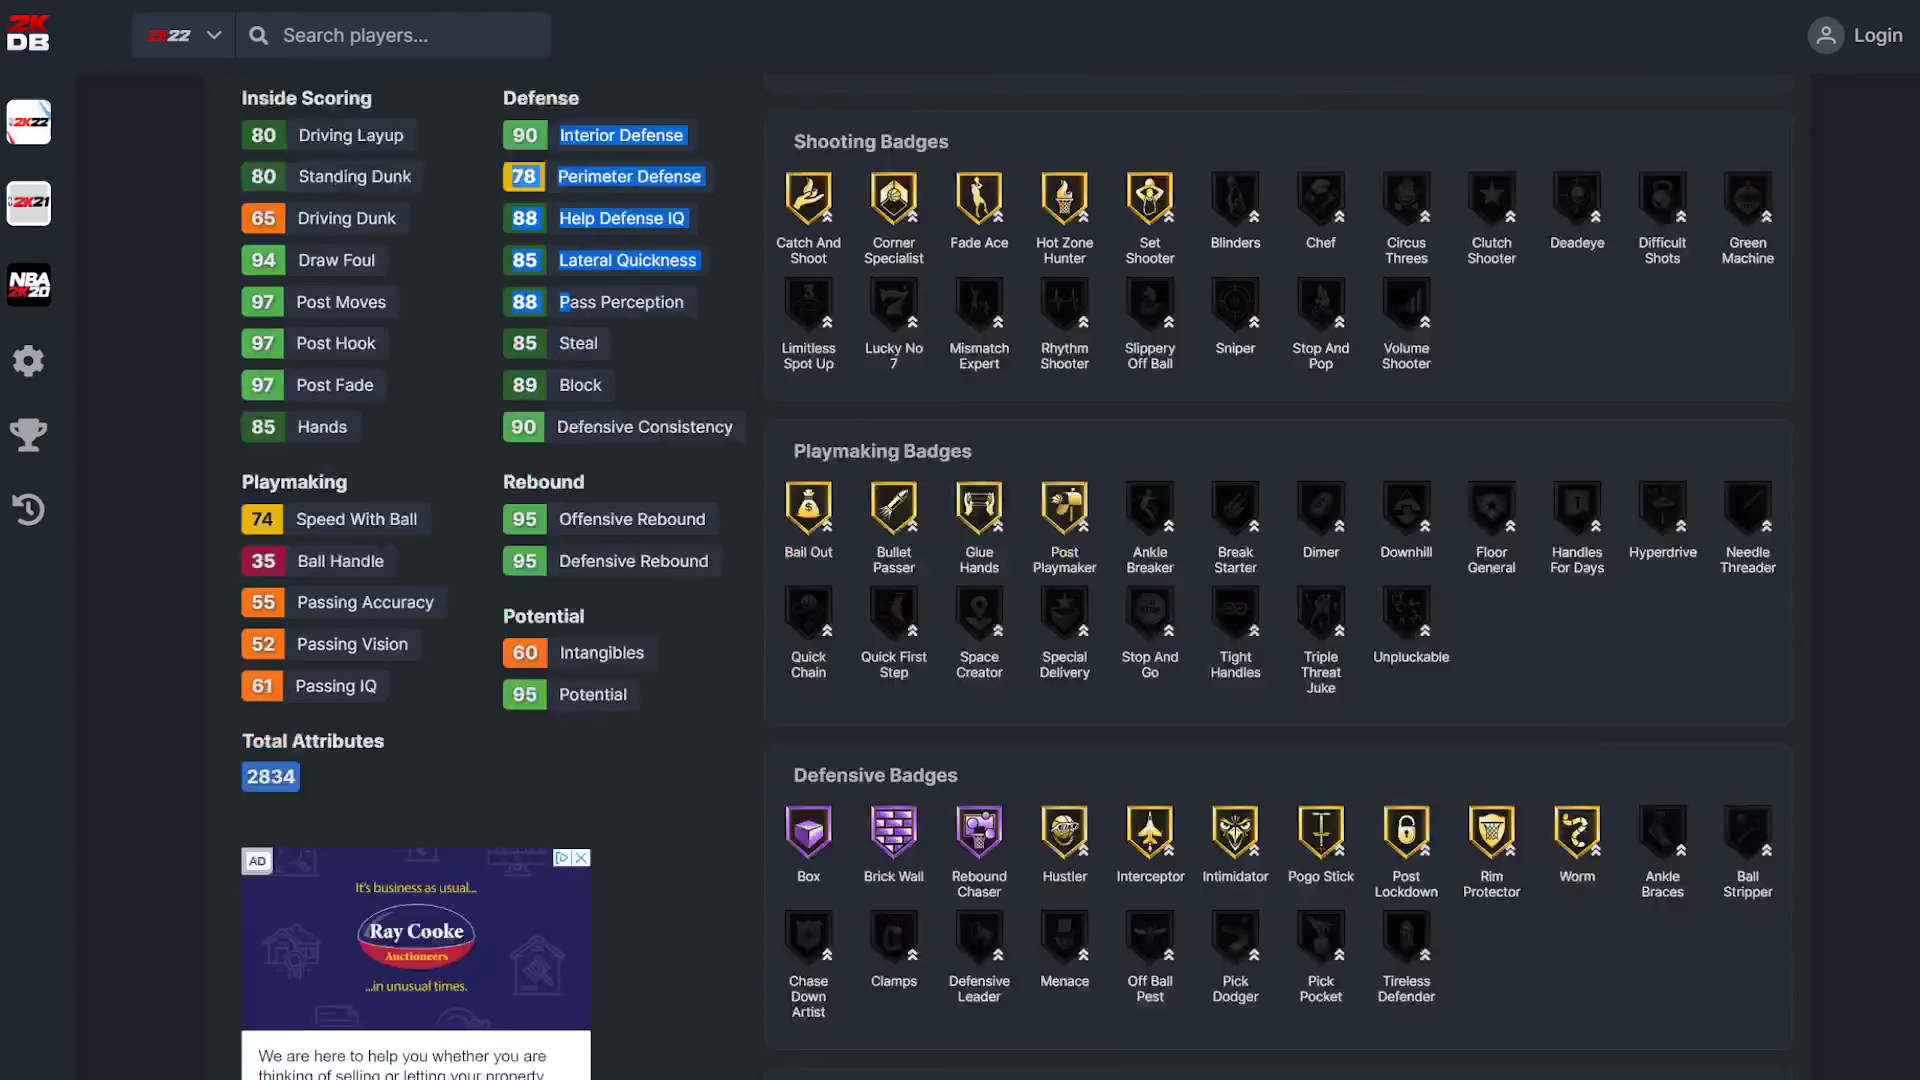 2K
DB
2K22
Search players...
Login
2K22
2K21
NBA
2K20
Inside Scoring
80 Driving Layup
80 Standing Dunk
65 Driving Dunk
94 Draw Foul
97 Post Moves
97 Post Hook
97 Post Fade
85 Hands
Playmaking
74 Speed With Ball
35 Ball Handle
55 Passing Accuracy
52 Passing Vision
61 Passing IQ
Total Attributes
2834
Defense
90 Interior Defense
78 Perimeter Defense
88 Help Defense IQ
85 Lateral Quickness
88 Pass Perception
85 Steal
89 Block
90 Defensive Consistency
Rebound
95 Offensive Rebound
95 Defensive Rebound
Potential
60 Intangibles
95 Potential
AD
It's business as usual...
Ray Cooke
Auctioneers
...in unusual times.
We are here to help you whether you are
thinking of selling or letting your property
Shooting Badges
Catch And Shoot
Corner Specialist
Fade Ace
Hot Zone Hunter
Set Shooter
Blinders
Chef
Circus Threes
Clutch Shooter
Deadeye
Difficult Shots
Green Machine
Limitless Spot Up
Lucky No 7
Mismatch Expert
Rhythm Shooter
Slippery Off Ball
Sniper
Stop And Pop
Volume Shooter
Playmaking Badges
Bail Out
Bullet Passer
Glue Hands
Post Playmaker
Ankle Breaker
Break Starter
Dimer
Downhill
Floor General
Handles For Days
Hyperdrive
Needle Threader
Quick Chain
Quick First Step
Space Creator
Special Delivery
Stop And Go
Tight Handles
Triple Threat Juke
Unpluckable
Defensive Badges
Box
Brick Wall
Rebound Chaser
Hustler
Interceptor
Intimidator
Pogo Stick
Post Lockdown
Rim Protector
Worm
Ankle Braces
Ball Stripper
Chase Down Artist
Clamps
Defensive Leader
Menace
Off Ball Pest
Pick Dodger
Pick Pocket
Tireless Defender